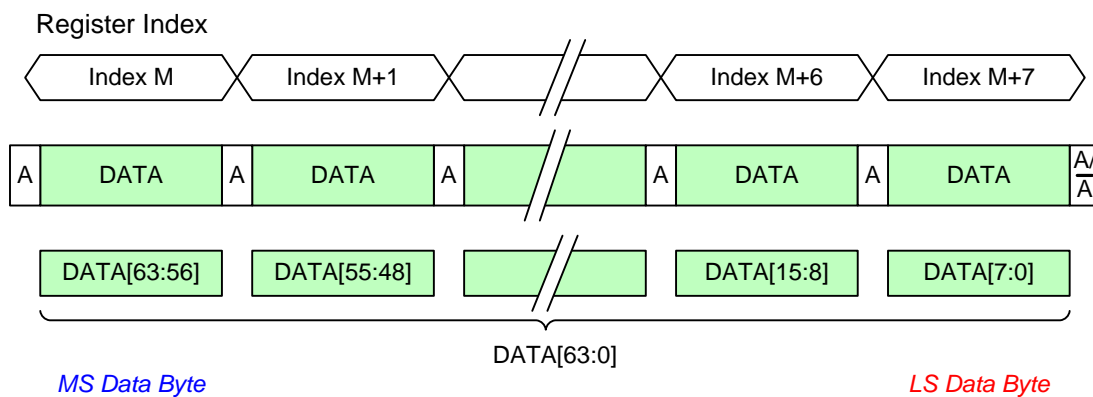 Register Index
Index M Index M+1 Index M+6 Index M+7
A DATA A DATA A A DATA A DATA A/
A
DATA[63:56] DATA[55:48] DATA[15:8] DATA[7:0]
DATA[63:0]
MS Data Byte LS Data Byte